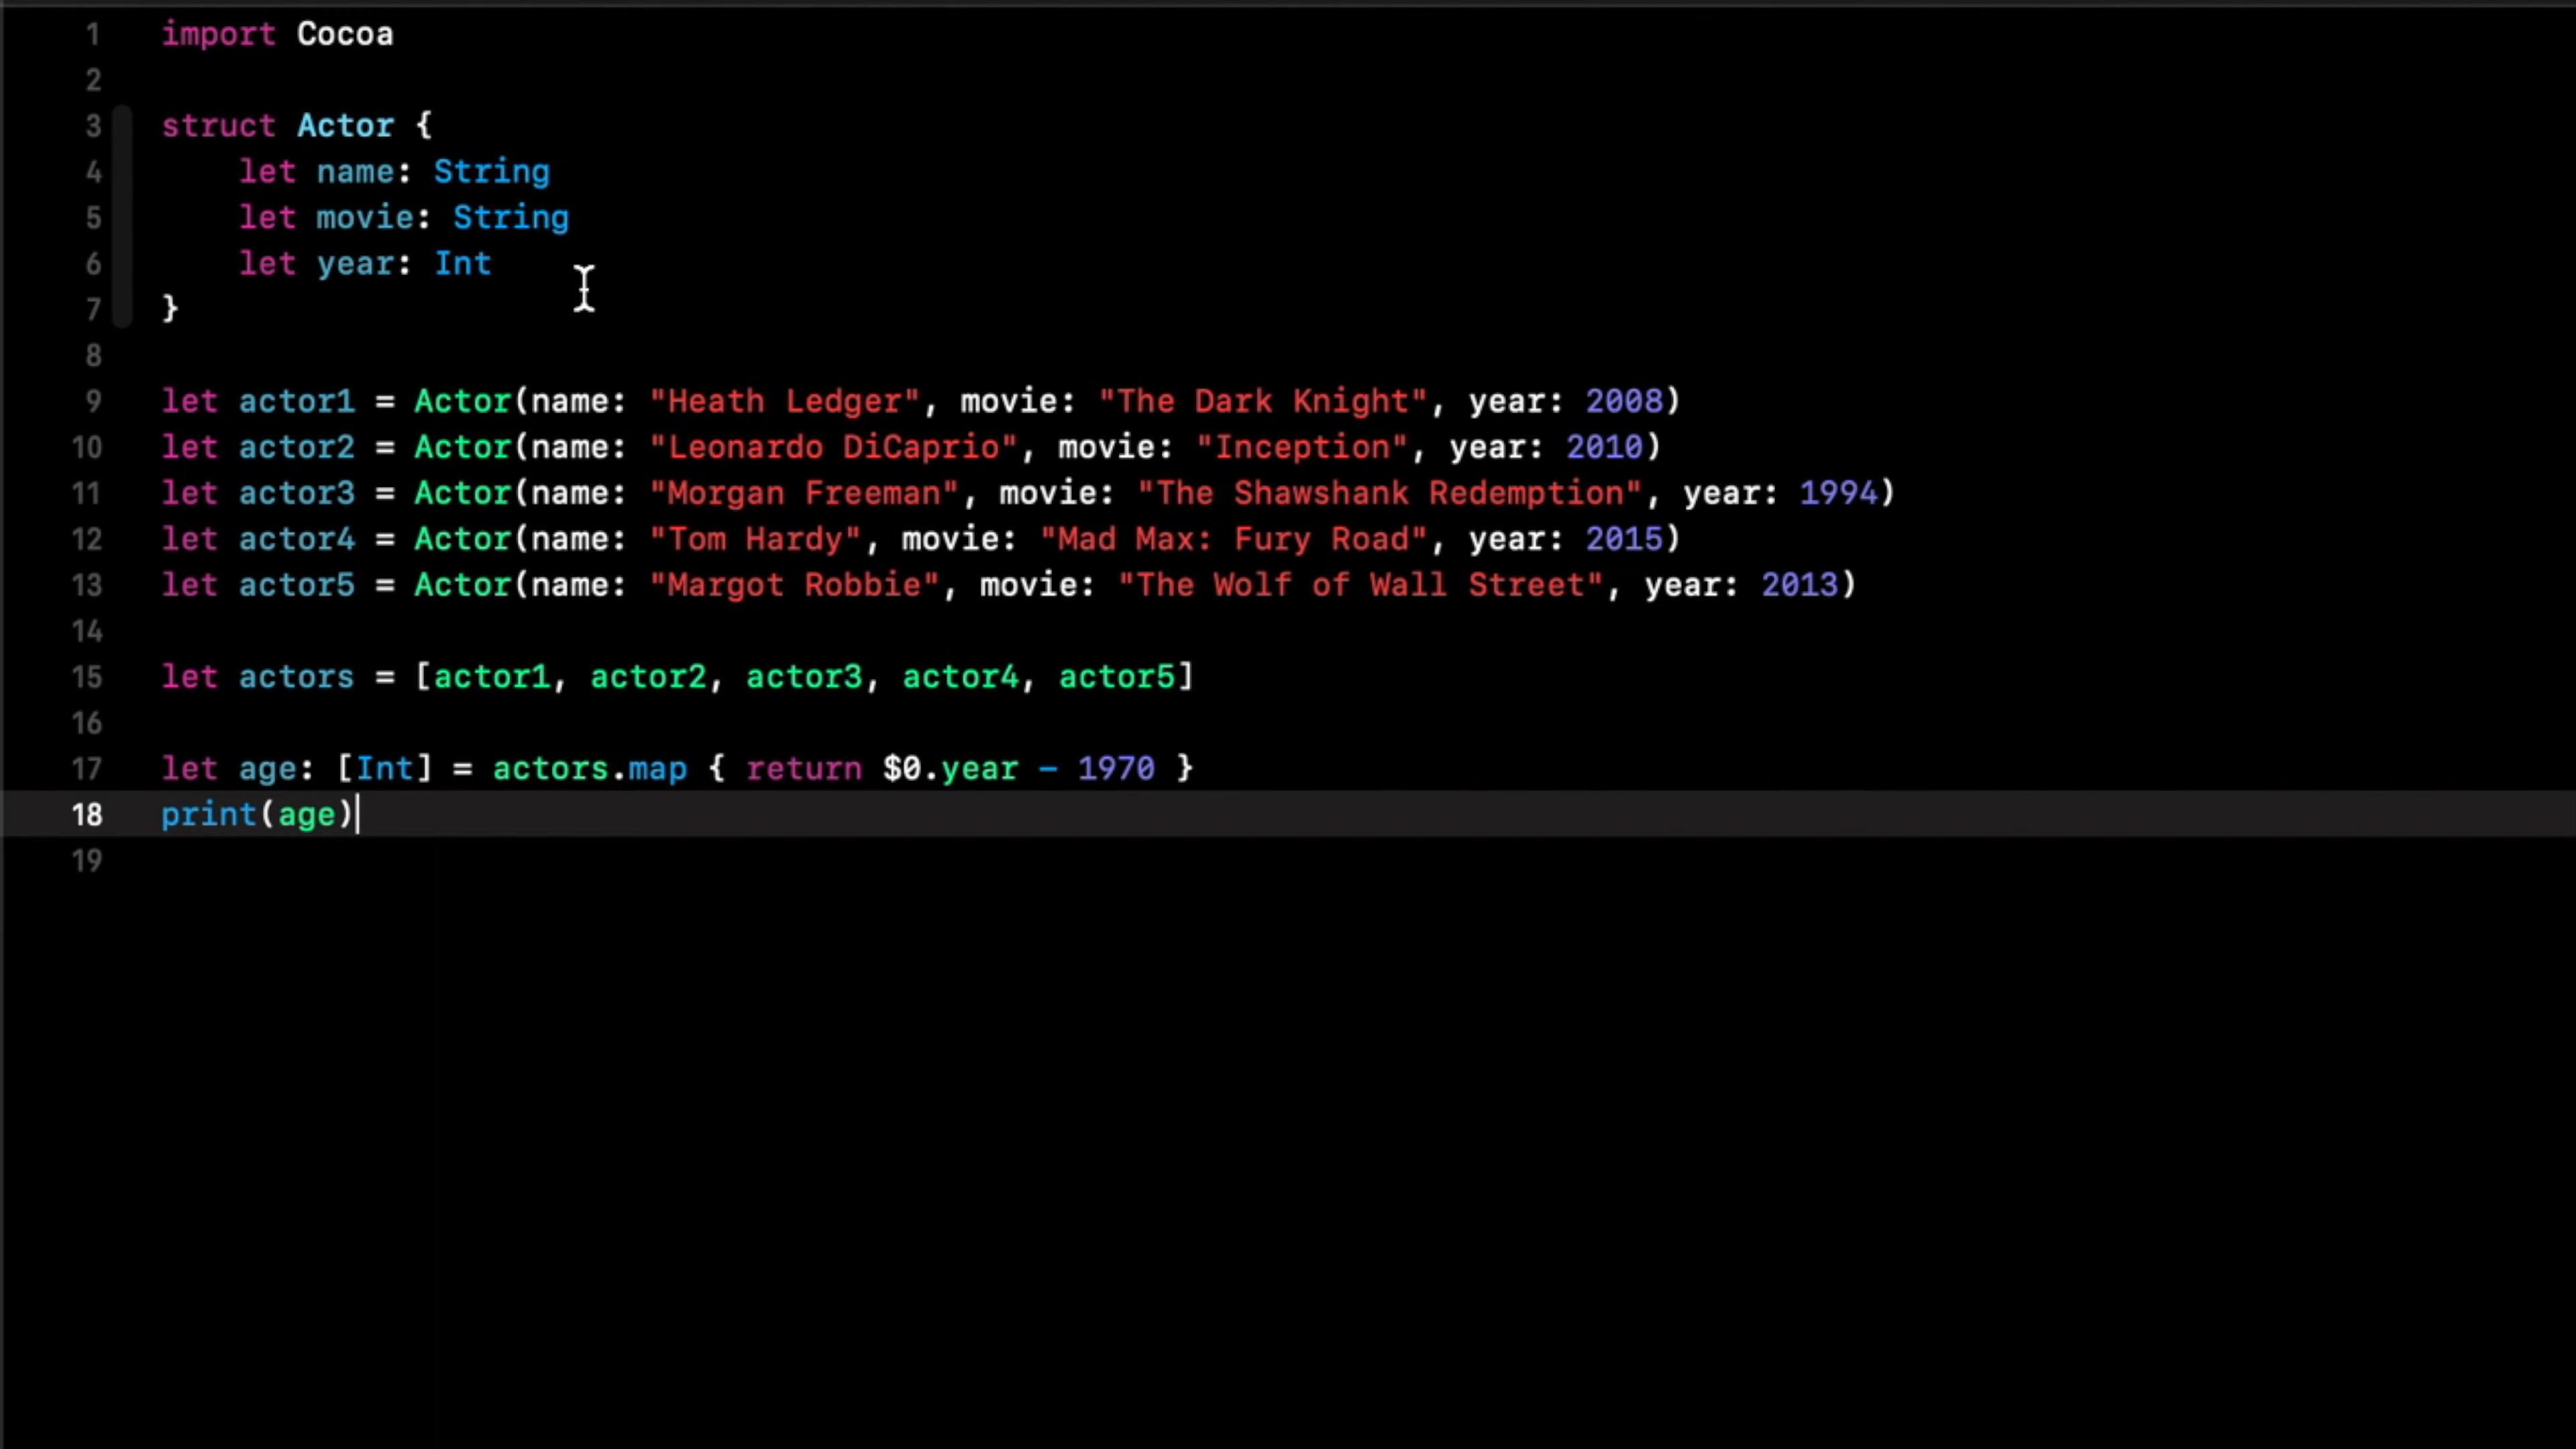 1 import Cocoa
2
3 struct Actor {
4     let name: String
5     let movie: String
6     let year: Int
7 }
8
9 let actor1 = Actor(name: "Heath Ledger", movie: "The Dark Knight", year: 2008)
10 let actor2 = Actor(name: "Leonardo DiCaprio", movie: "Inception", year: 2010)
11 let actor3 = Actor(name: "Morgan Freeman", movie: "The Shawshank Redemption", year: 1994)
12 let actor4 = Actor(name: "Tom Hardy", movie: "Mad Max: Fury Road", year: 2015)
13 let actor5 = Actor(name: "Margot Robbie", movie: "The Wolf of Wall Street", year: 2013)
14
15 let actors = [actor1, actor2, actor3, actor4, actor5]
16
17 let age: [Int] = actors.map { return $0.year - 1970 }
18 print(age)
19